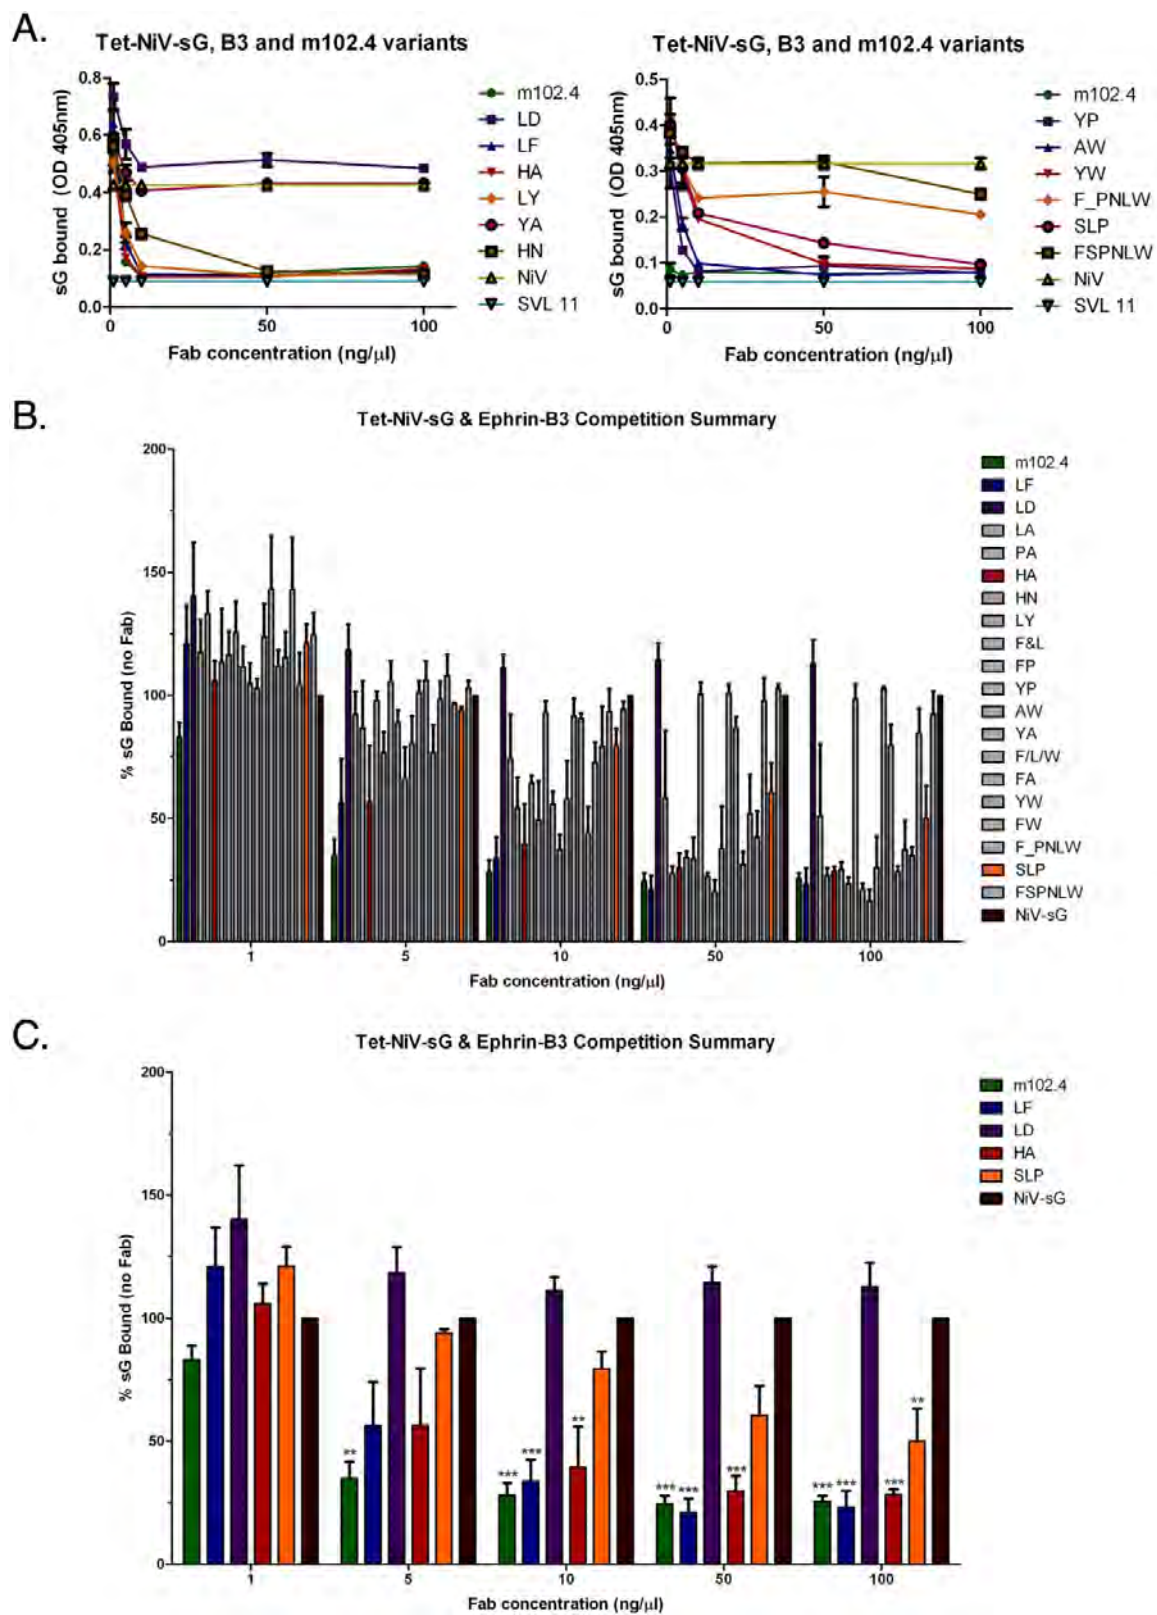 A.
Tet-NiV-sG, B3 and m102.4 variants
sG bound (OD 405nm)
0.8
0.6
0.4
0.2
0.0
0
50
100
Fab concentration (ng/µl)
m102.4
LD
LF
HA
LY
YA
HN
NiV
SVL 11
Tet-NiV-sG, B3 and m102.4 variants
sG bound (OD 405nm)
0.5
0.4
0.3
0.2
0.1
0.0
0
50
100
Fab concentration (ng/µl)
m102.4
YP
AW
YW
F_PNLW
SLP
FSPNLW
NiV
SVL 11
B.
Tet-NiV-sG & Ephrin-B3 Competition Summary
% sG Bound (no Fab)
200
150
100
50
0
1
5
10
50
100
Fab concentration (ng/µl)
m102.4
LF
LD
LA
PA
HA
HN
LY
F&L
FP
YP
AW
YA
F/L/W
FA
YW
FW
F_PNLW
SLP
FSPNLW
NiV-sG
C.
Tet-NiV-sG & Ephrin-B3 Competition Summary
% sG Bound (no Fab)
200
150
100
50
0
**
***
***
**
***
***
***
***
***
***
**
1
5
10
50
100
Fab concentration (ng/µl)
m102.4
LF
LD
HA
SLP
NiV-sG